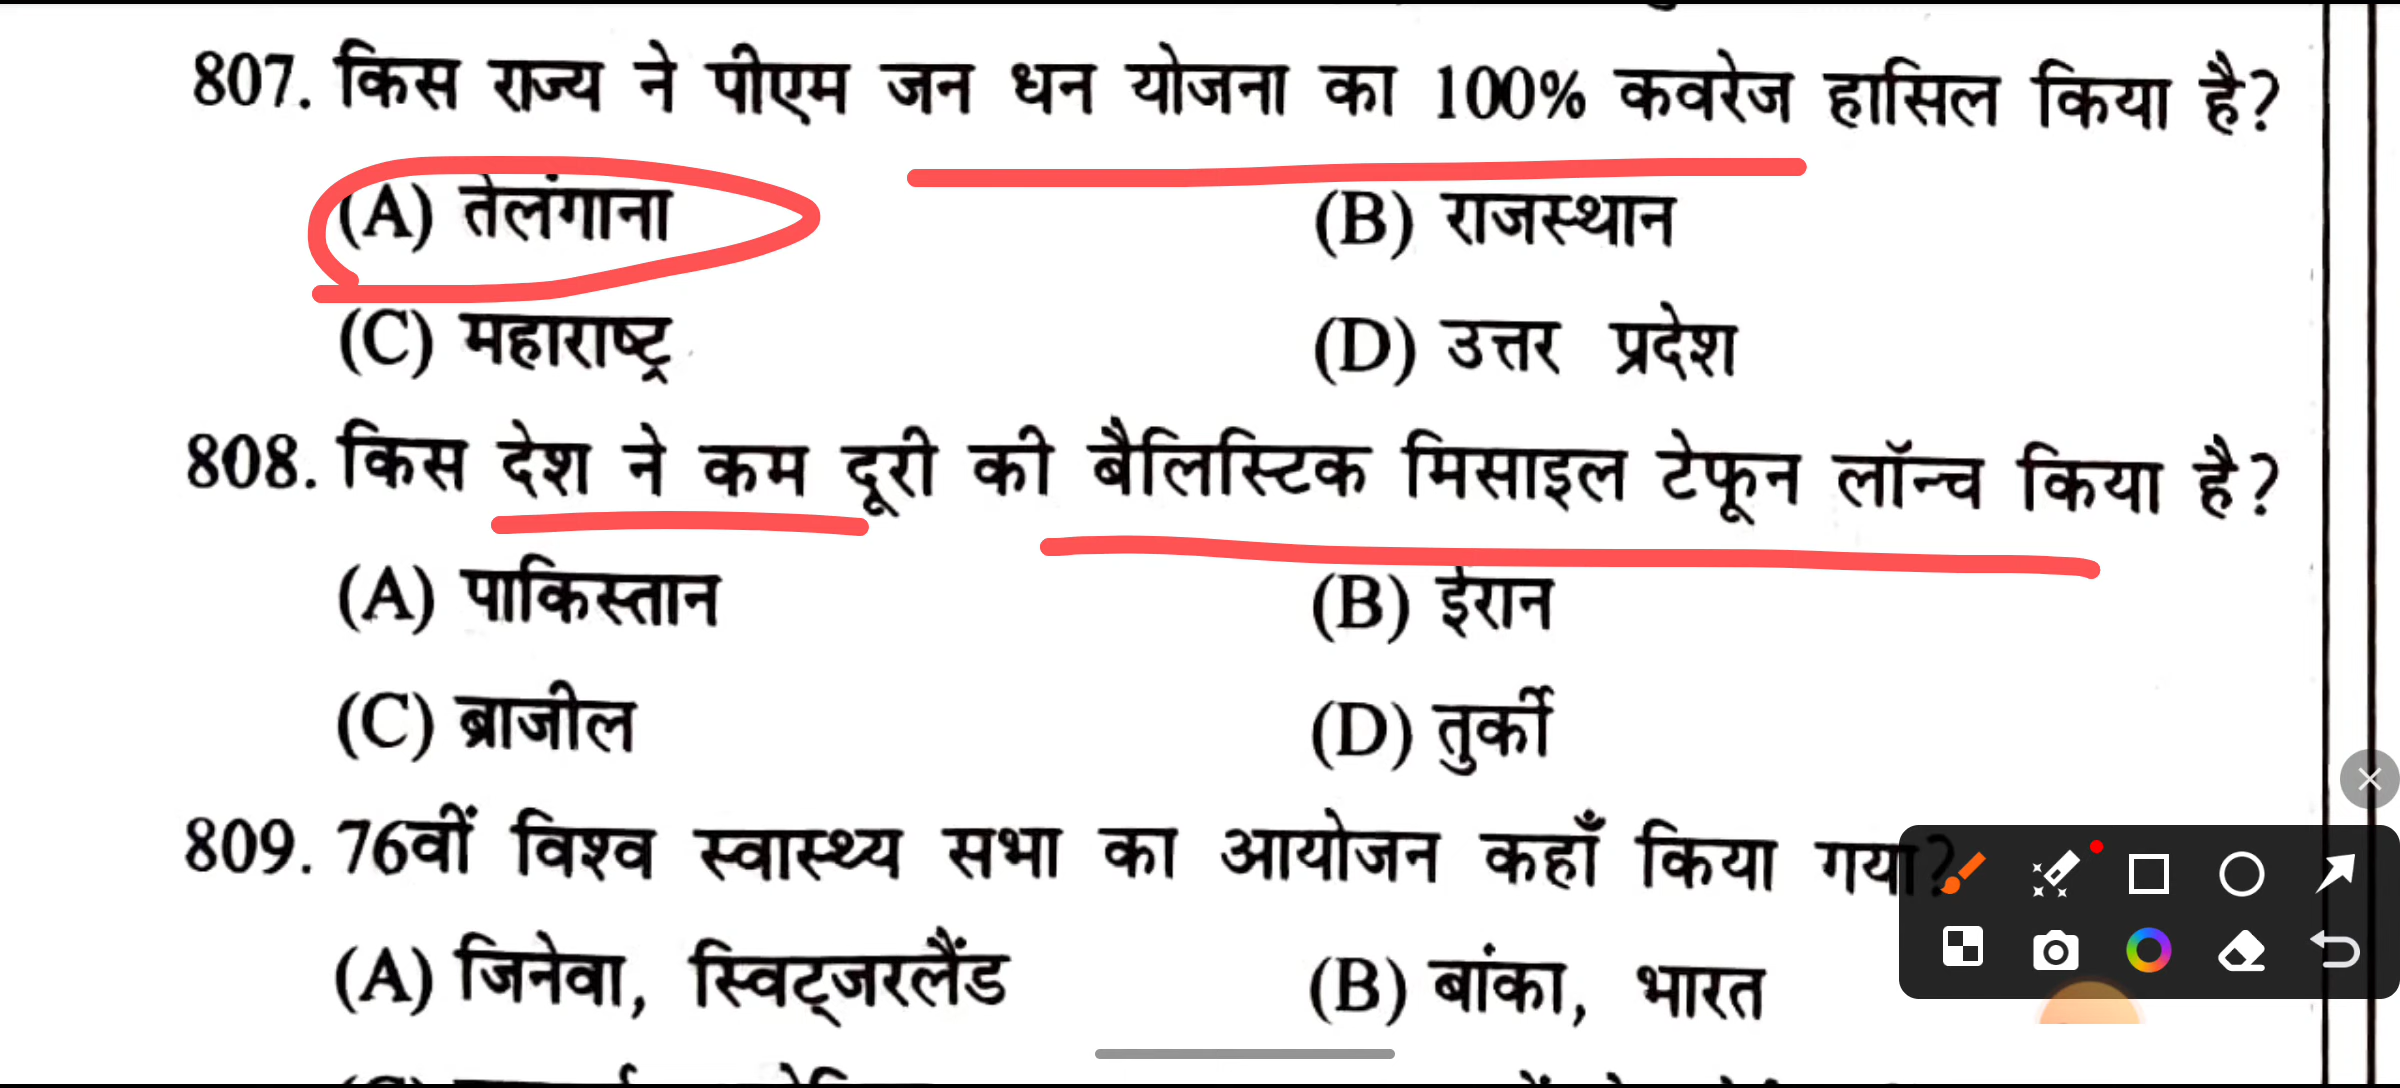 807. किस राज्य ने पीएम जन धन योजना का 100% कवरेज हासिल किया है?
(A) तेलंगाना (B) राजस्थान
(C) महाराष्ट्र (D) उत्तर प्रदेश
808. किस देश ने कम दूरी की बैलिस्टिक मिसाइल टेफून लॉन्च किया है?
(A) पाकिस्तान (B) ईरान
(C) ब्राजील (D) तुर्की
809. 76वीं विश्व स्वास्थ्य सभा का आयोजन कहाँ किया गया?
(A) जिनेवा, स्विट्जरलैंड (B) बांका, भारत